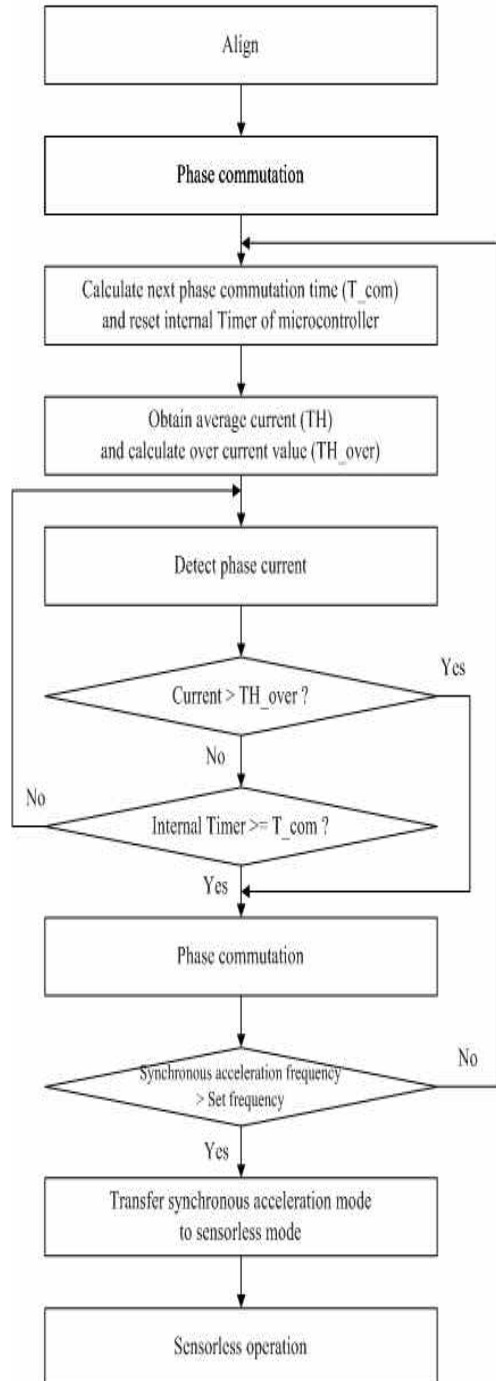 Align
Phase commutation
Calculate next phase commutation time (T_com)
and reset internal Timer of microcontroller
Obtain average current (TH)
and calculate over current value (TH_over)
Detect phase current
Yes
Current > TH_over ?
No
No
Internal Timer >= T_com ?
Yes
Phase commutation
No
Synchronous acceleration frequency
> Set frequency
Yes
Transfer synchronous acceleration mode
to sensorless mode
Sensorless operation